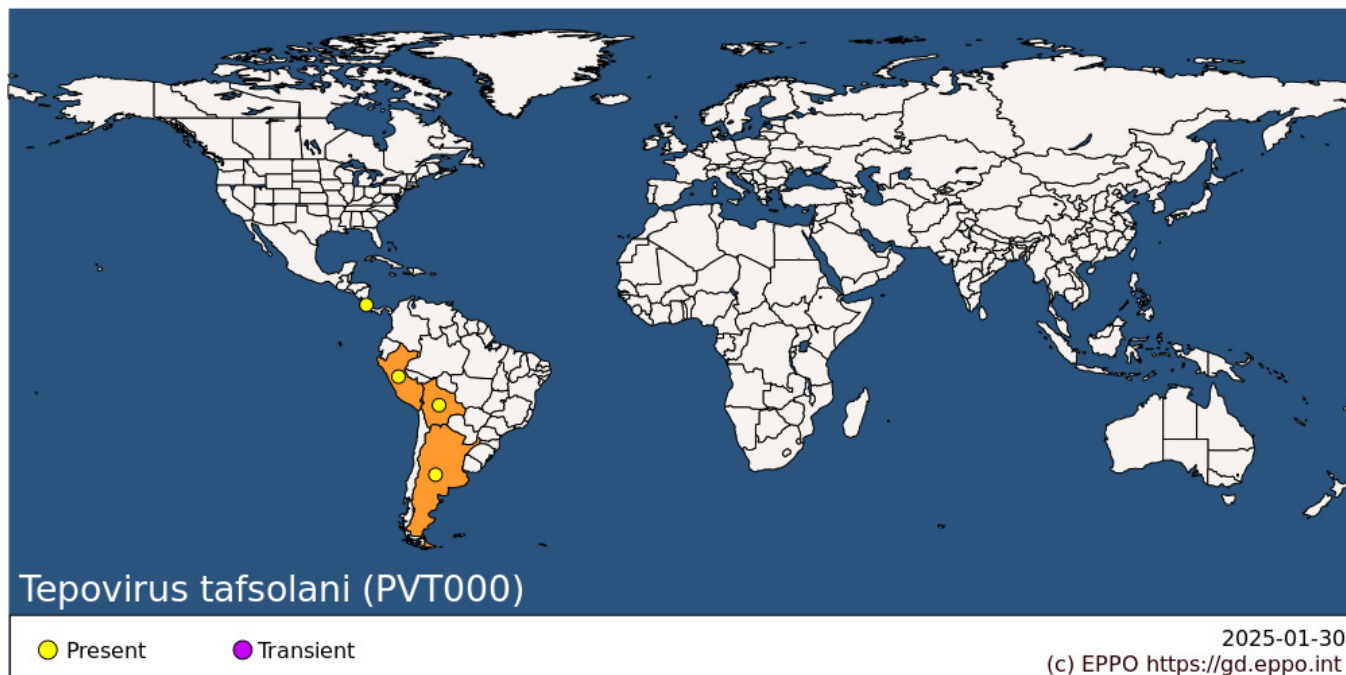 Tepovirus tafsolani (PVT000)
Present
Transient
2025-01-30
(c) EPPO https://gd.eppo.int